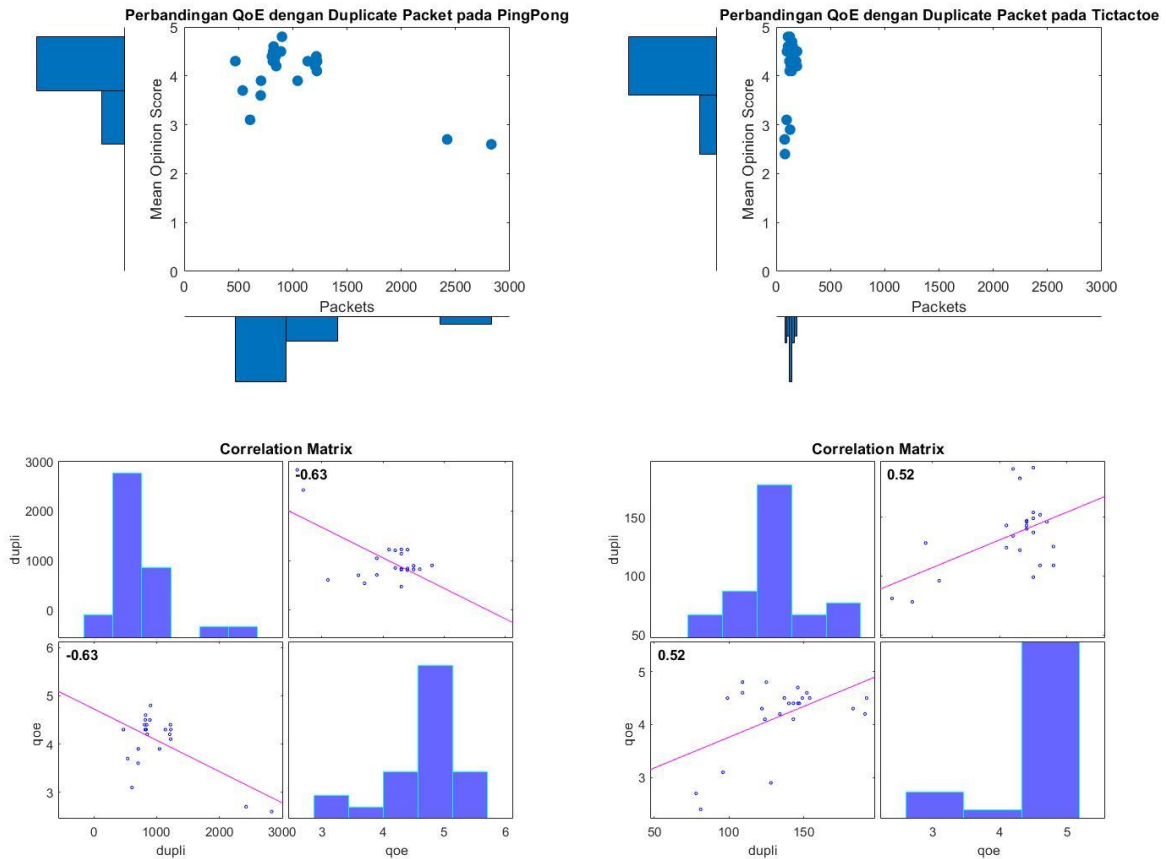 Perbandingan QoE dengan Duplicate Packet pada PingPong
5
4
3
2
1
0
Mean Opinion Score
0 500 1000 1500 2000 2500 3000
Packets
Perbandingan QoE dengan Duplicate Packet pada Tictactoe
5
4
3
2
1
0
Mean Opinion Score
0 500 1000 1500 2000 2500 3000
Packets
Correlation Matrix
3000
2000
1000
0
dupli
-0.63
6
5
4
3
qoe
-0.63
0 1000 2000 3000
dupli
3 4 5 6
qoe
Correlation Matrix
150
100
50
dupli
0.52
5
4
3
qoe
0.52
50 100 150
dupli
3 4 5
qoe